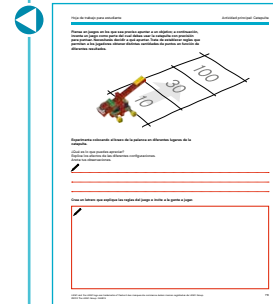 Hoja de trabajo para estudiante Actividad principal: Catapulta
Piensa en juegos en los que sea preciso apuntar a un objetivo; a continuación,
inventa un juego como parte del cual debas usar la catapulta con precisión
para puntuar. Necesitarás decidir a qué apuntar. Trata de establecer reglas que
permitan a los jugadores obtener distintas cantidades de puntos en función de
diferentes resultados.
10
30
100
Experimenta colocando el brazo de la palanca en diferentes lugares de la
catapulta.
¿Qué es lo que puedes apreciar?
Explica los efectos de las diferentes configuraciones.
Anota tus observaciones.
Crea un letrero que explique las reglas del juego e invite a la gente a jugar.